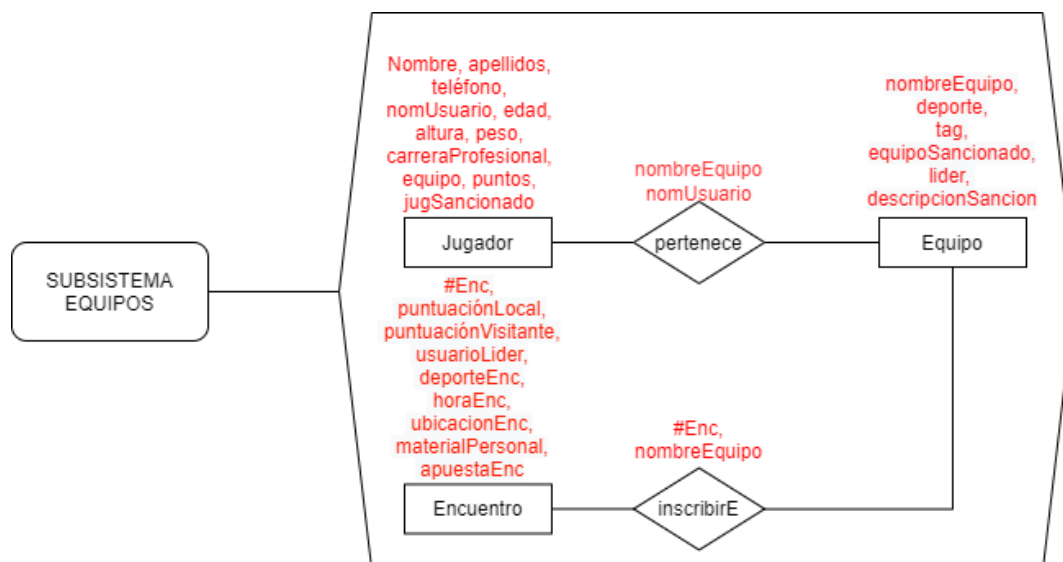 SUBSISTEMA
EQUIPOS
Nombre, apellidos,
teléfono,
nomUsuario, edad,
altura, peso,
carreraProfesional,
equipo, puntos,
jugSancionado
Jugador
nombreEquipo
nomUsuario
pertenece
nombreEquipo,
deporte,
tag,
equipoSancionado,
lider,
descripcionSancion
Equipo
#Enc,
puntuaciónLocal,
puntuaciónVisitante,
usuarioLider,
deporteEnc,
horaEnc,
ubicacionEnc,
materialPersonal,
apuestaEnc
Encuentro
#Enc,
nombreEquipo
inscribirE